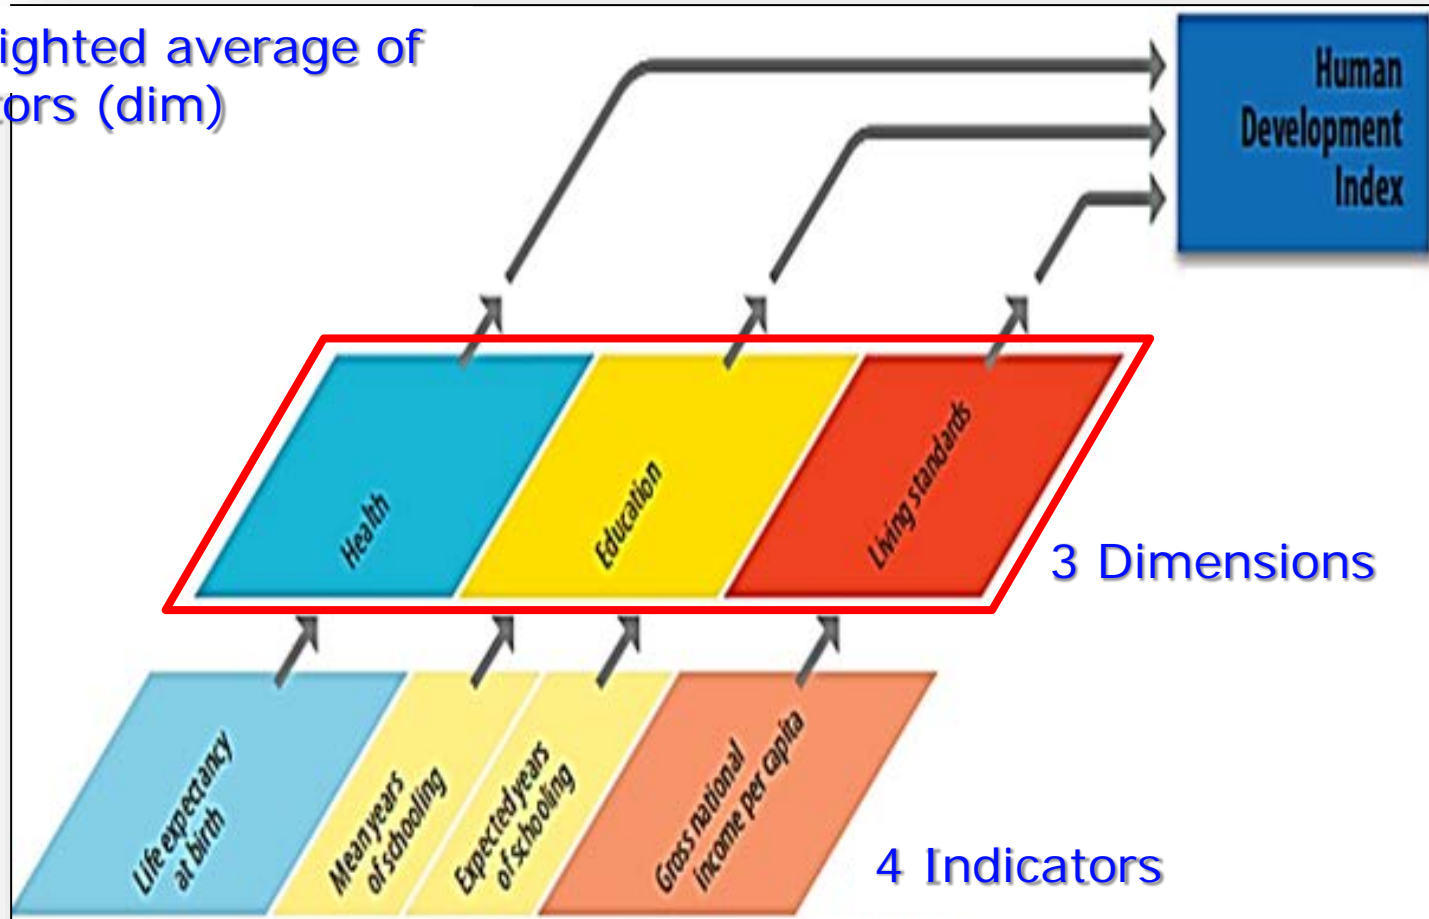 ighted average of
tors (dim)
Human
Development
Index
Health
Education
Living standards
3 Dimensions
Life expectancy
at birth
Mean years
of schooling
Expected years
of schooling
Gross national
income per capita
4 Indicators